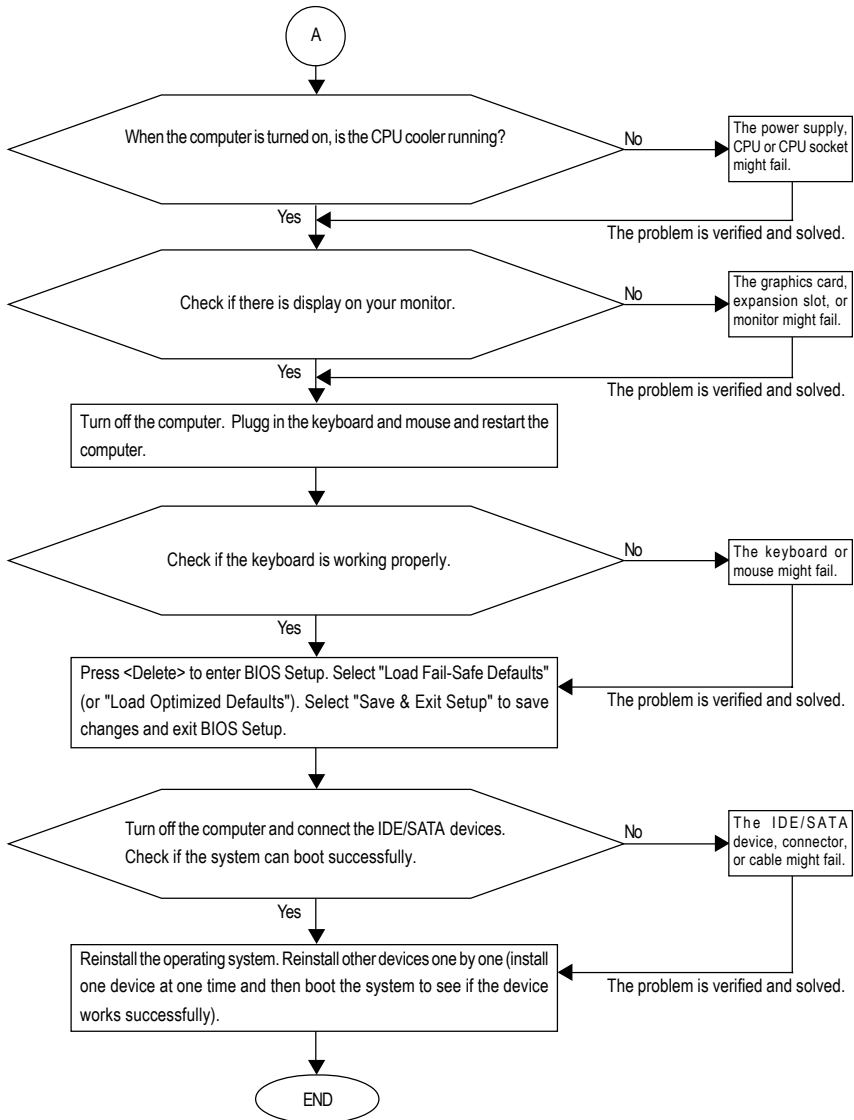 A
When the computer is turned on, is the CPU cooler running?
No
The power supply,
CPU or CPU socket
might fail.
Yes
The problem is verified and solved.
Check if there is display on your monitor.
No
The graphics card,
expansion slot, or
monitor might fail.
Yes
The problem is verified and solved.
Turn off the computer. Plugg in the keyboard and mouse and restart the
computer.
Check if the keyboard is working properly.
No
The keyboard or
mouse might fail.
Yes
Press <Delete> to enter BIOS Setup. Select "Load Fail-Safe Defaults"
(or "Load Optimized Defaults"). Select "Save & Exit Setup" to save
changes and exit BIOS Setup.
The problem is verified and solved.
Turn off the computer and connect the IDE/SATA devices.
Check if the system can boot successfully.
No
The IDE/SATA
device, connector,
or cable might fail.
Yes
Reinstall the operating system. Reinstall other devices one by one (install
one device at one time and then boot the system to see if the device
works successfully).
The problem is verified and solved.
END